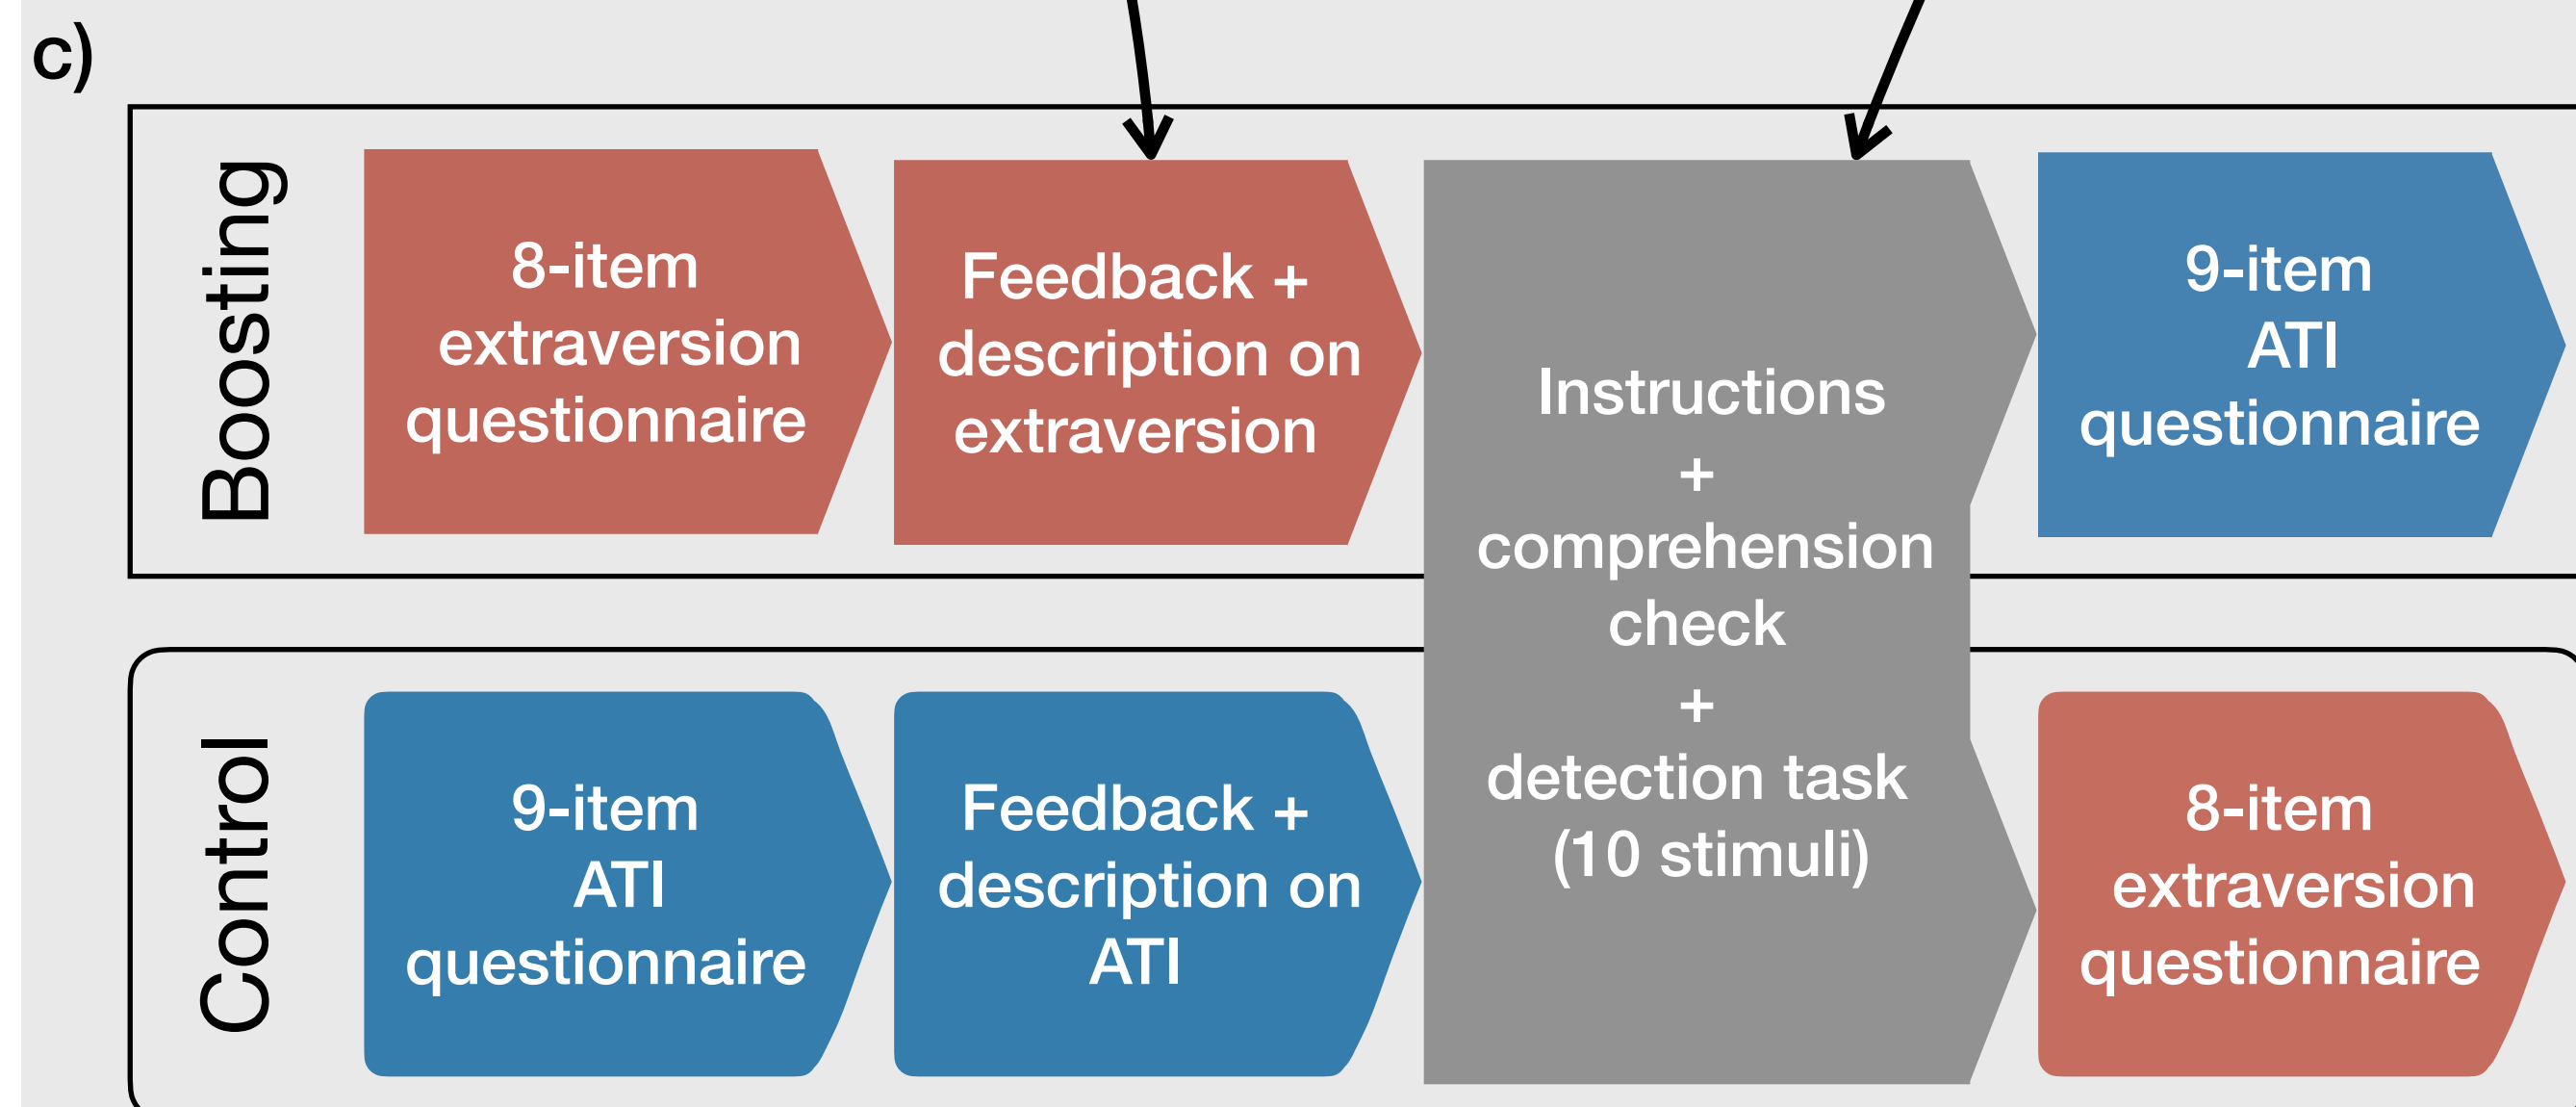 c)
Boosting
8-item
extraversion
questionnaire
Feedback +
description on
extraversion
Instructions
+
comprehension
check
+
detection task
(10 stimuli)
9-item
ATI
questionnaire
Control
9-item
ATI
questionnaire
Feedback +
description on
ATI
8-item
extraversion
questionnaire